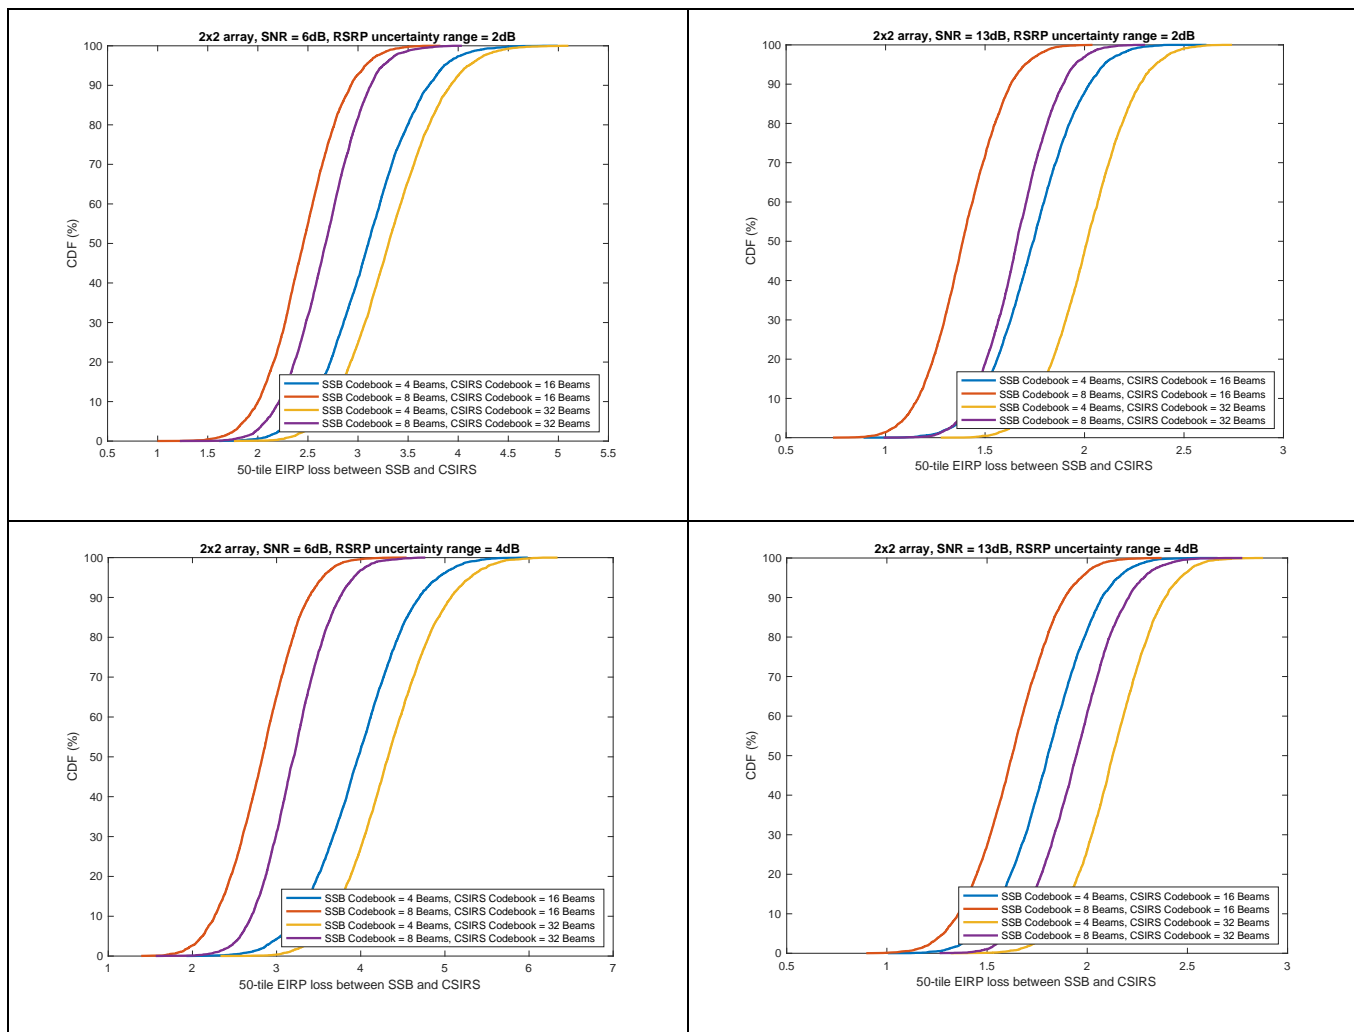 2x2 array, SNR = 6dB, RSRP uncertainty range = 2dB
100
90
80
70
60
50
40
30
20
10
0
CDF (%)
SSB Codebook = 4 Beams, CSIRS Codebook = 16 Beams
SSB Codebook = 8 Beams, CSIRS Codebook = 16 Beams
SSB Codebook = 4 Beams, CSIRS Codebook = 32 Beams
SSB Codebook = 8 Beams, CSIRS Codebook = 32 Beams
0.5 1 1.5 2 2.5 3 3.5 4 4.5 5 5.5
50-tile EIRP loss between SSB and CSIRS
2x2 array, SNR = 13dB, RSRP uncertainty range = 2dB
100
90
80
70
60
50
40
30
20
10
0
CDF (%)
SSB Codebook = 4 Beams, CSIRS Codebook = 16 Beams
SSB Codebook = 8 Beams, CSIRS Codebook = 16 Beams
SSB Codebook = 4 Beams, CSIRS Codebook = 32 Beams
SSB Codebook = 8 Beams, CSIRS Codebook = 32 Beams
0.5 1 1.5 2 2.5 3
50-tile EIRP loss between SSB and CSIRS
2x2 array, SNR = 6dB, RSRP uncertainty range = 4dB
100
90
80
70
60
50
40
30
20
10
0
CDF (%)
SSB Codebook = 4 Beams, CSIRS Codebook = 16 Beams
SSB Codebook = 8 Beams, CSIRS Codebook = 16 Beams
SSB Codebook = 4 Beams, CSIRS Codebook = 32 Beams
SSB Codebook = 8 Beams, CSIRS Codebook = 32 Beams
1 2 3 4 5 6 7
50-tile EIRP loss between SSB and CSIRS
2x2 array, SNR = 13dB, RSRP uncertainty range = 4dB
100
90
80
70
60
50
40
30
20
10
0
CDF (%)
SSB Codebook = 4 Beams, CSIRS Codebook = 16 Beams
SSB Codebook = 8 Beams, CSIRS Codebook = 16 Beams
SSB Codebook = 4 Beams, CSIRS Codebook = 32 Beams
SSB Codebook = 8 Beams, CSIRS Codebook = 32 Beams
0.5 1 1.5 2 2.5 3
50-tile EIRP loss between SSB and CSIRS